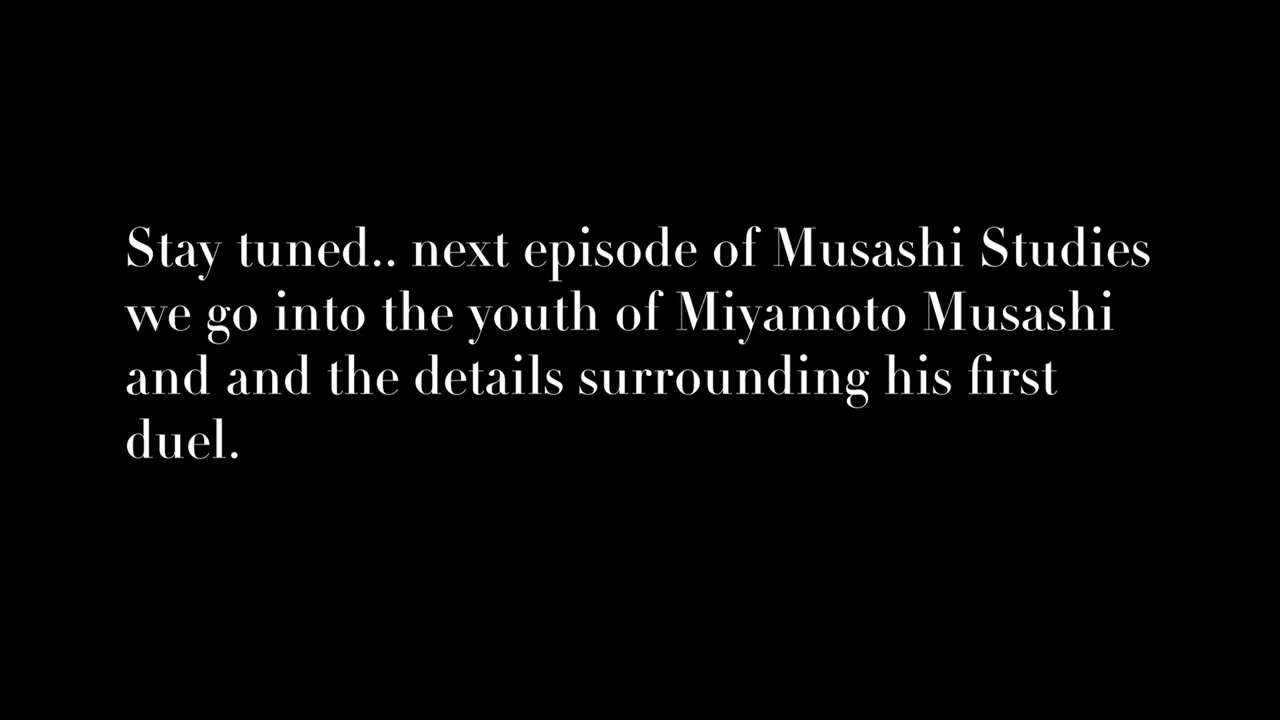 Stay tuned.. next episode of Musashi Studies
we go into the youth of Miyamoto Musashi
and and the details surrounding his first
duel.